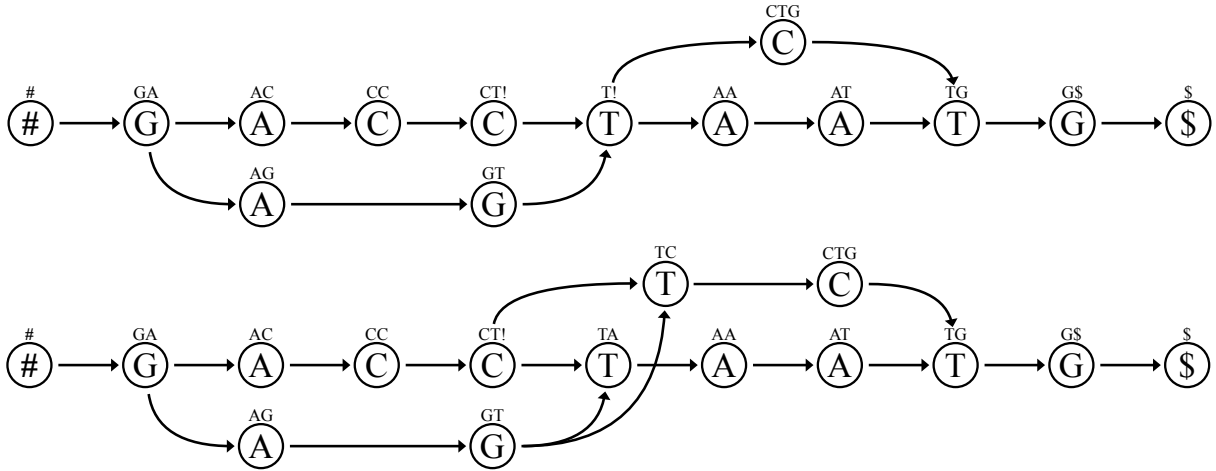 CTG
C
# GA AC CC CT! T! AA AT TG G$ $
# G A C C T A A T G $
AG GT
A G
TC CTG
T C
# GA AC CC CT! TA AA AT TG G$ $
# G A C C T A A T G $
AG GT
A G